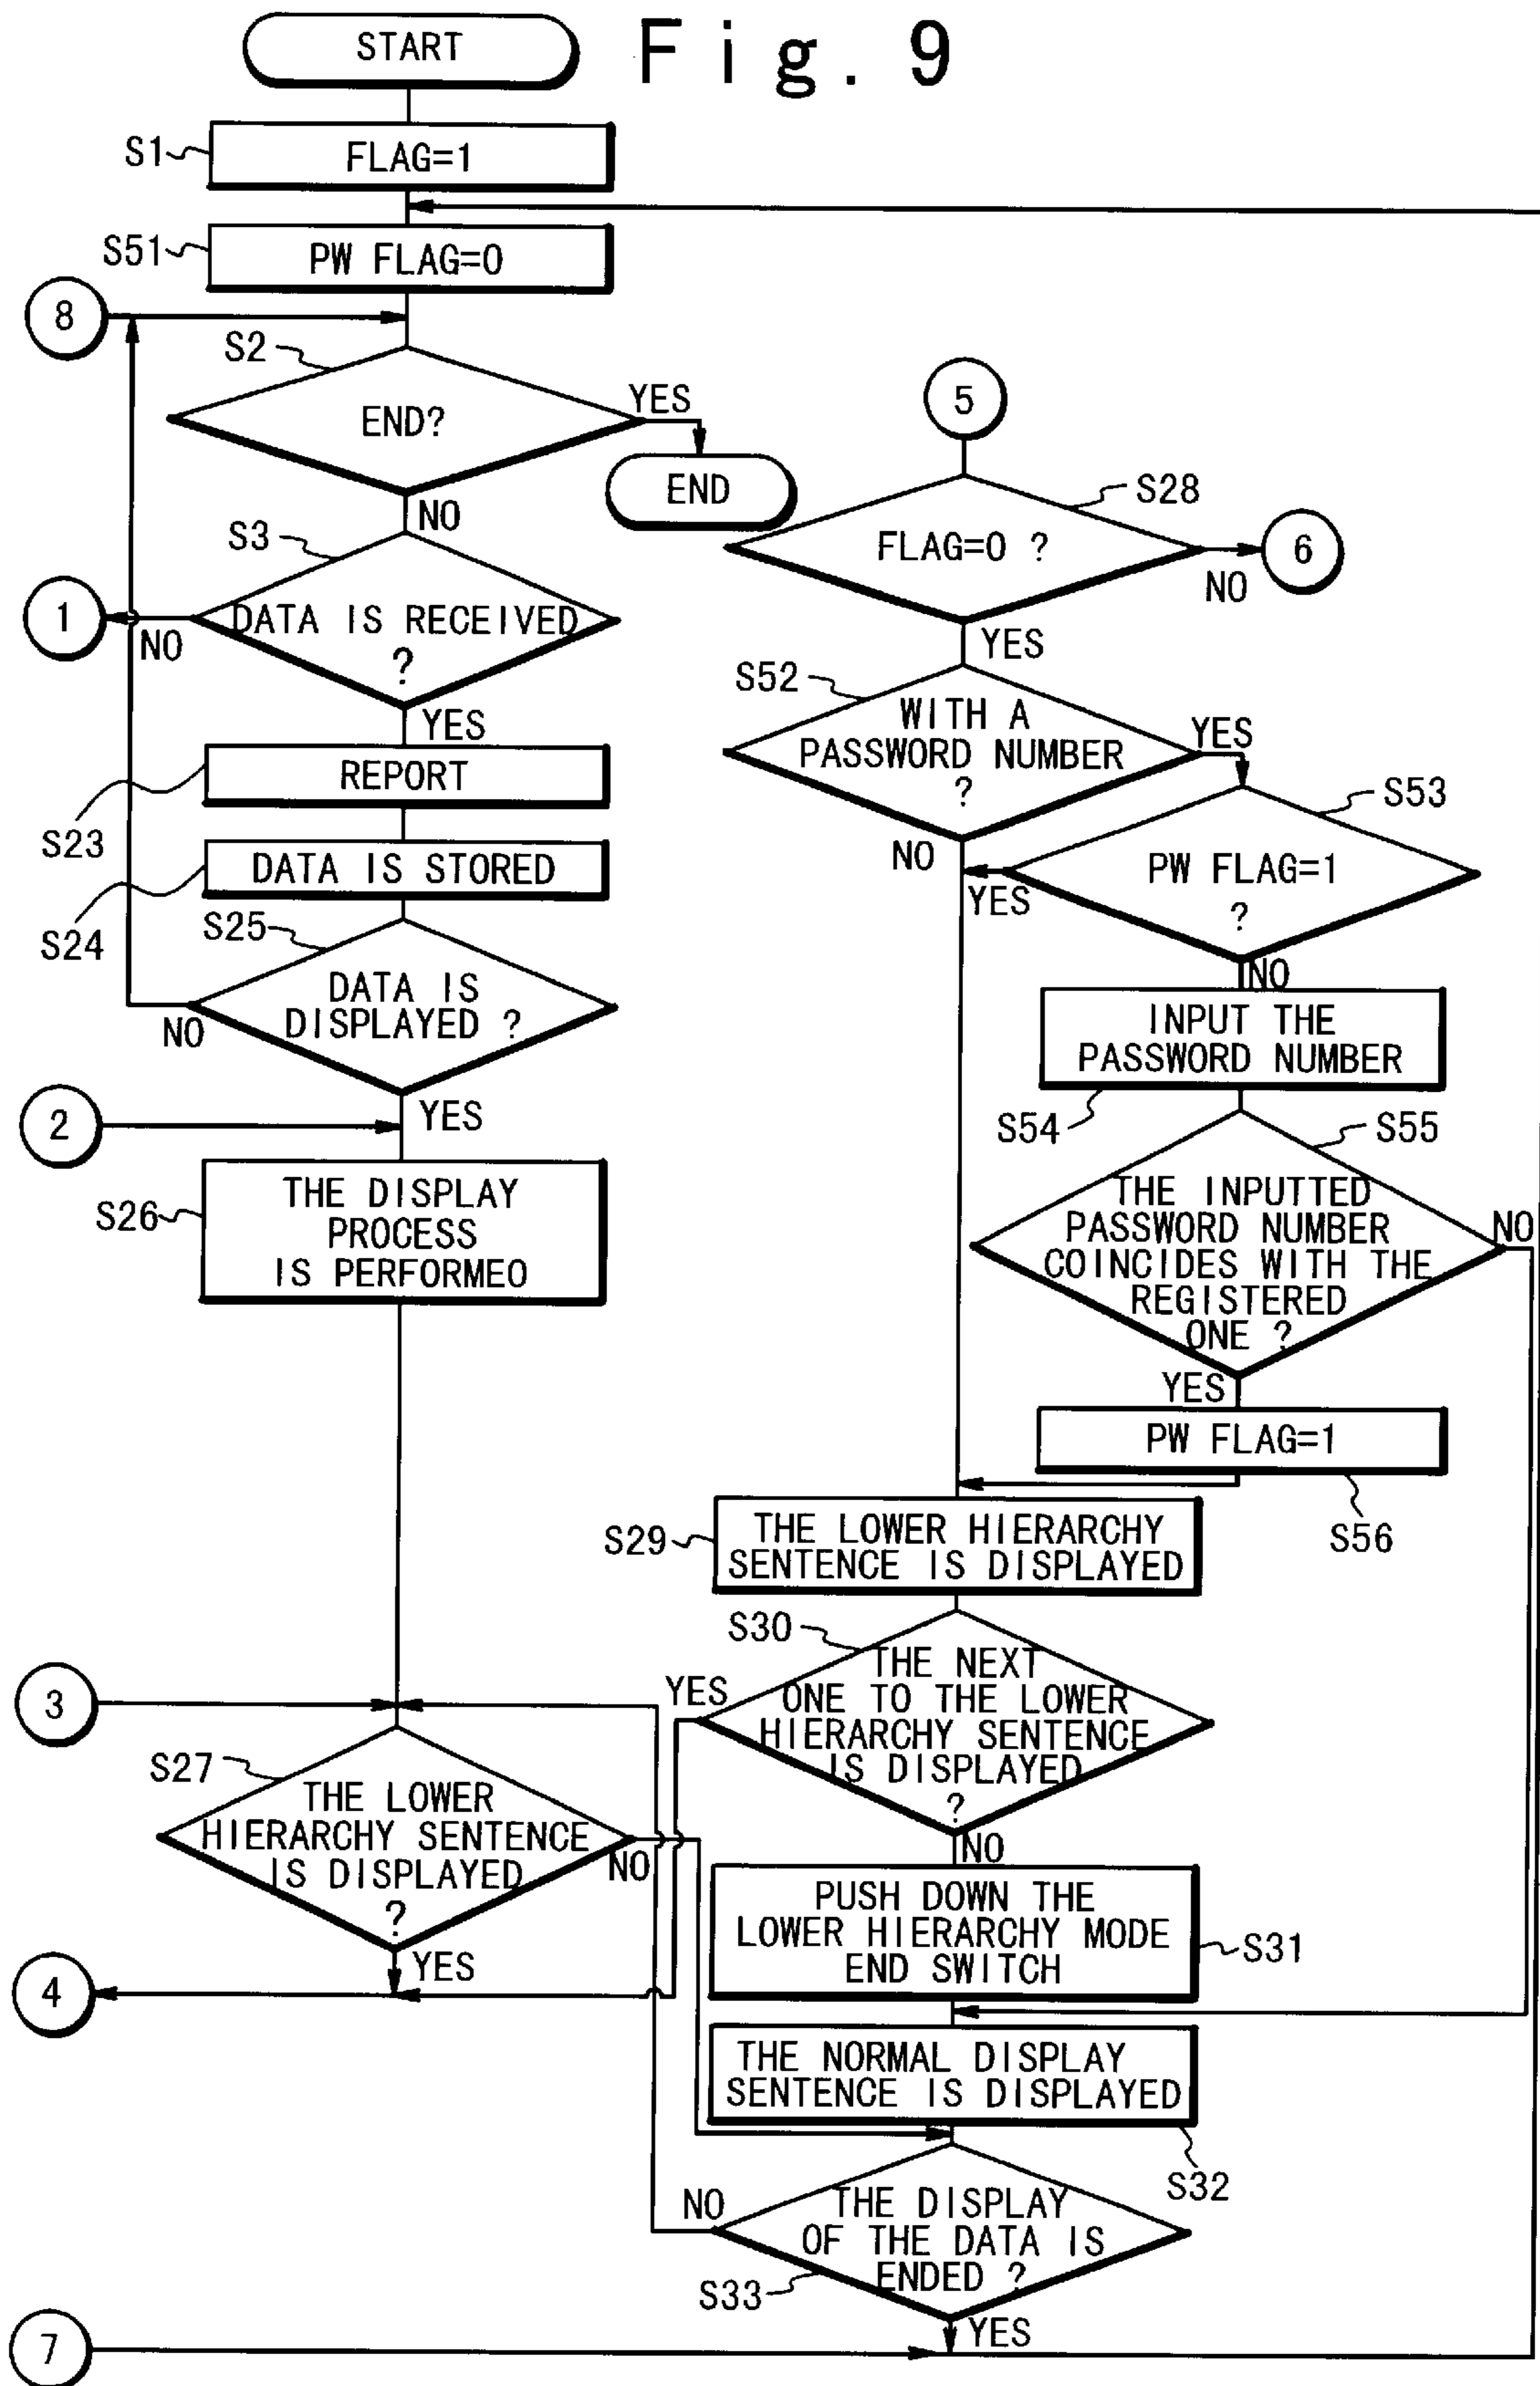 START
Fig. 9
S1
FLAG=1
S51
PW FLAG=0
8
S2
END?
YES
END
NO
S3
DATA IS RECEIVED
?
1
NO
YES
REPORT
S23
DATA IS STORED
S24
S25
DATA IS
DISPLAYED ?
NO
YES
2
S26
THE DISPLAY
PROCESS
IS PERFORMEO
3
S27
THE LOWER
HIERARCHY SENTENCE
IS DISPLAYED
?
NO
YES
4
5
S28
FLAG=0 ?
6
NO
YES
S52
WITH A
PASSWORD NUMBER
?
YES
NO
S53
PW FLAG=1
?
YES
NO
INPUT THE
PASSWORD NUMBER
S54
S55
THE INPUTTED
PASSWORD NUMBER
COINCIDES WITH THE
REGISTERED
ONE ?
NO
YES
PW FLAG=1
S56
S29
THE LOWER HIERARCHY
SENTENCE IS DISPLAYED
S30
THE NEXT
ONE TO THE LOWER
HIERARCHY SENTENCE
IS DISPLAYED
?
YES
NO
PUSH DOWN THE
LOWER HIERARCHY MODE
END SWITCH
S31
THE NORMAL DISPLAY
SENTENCE IS DISPLAYED
S32
NO
THE DISPLAY
OF THE DATA IS
ENDED ?
S33
YES
7